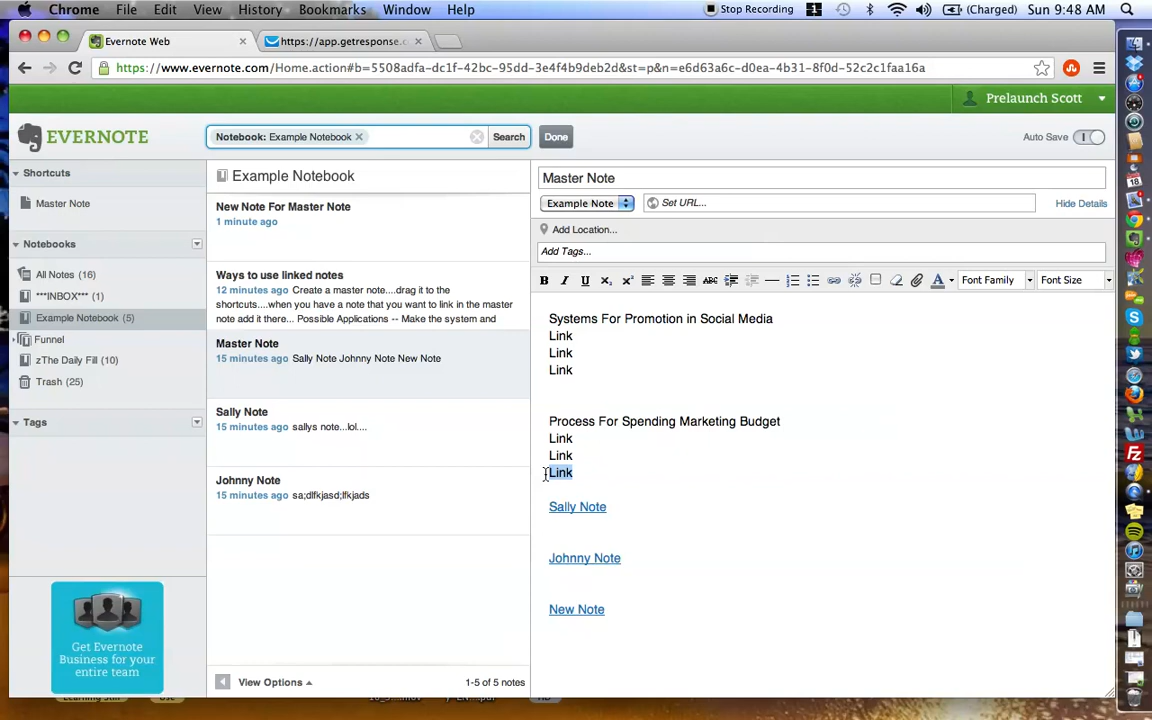 Chrome File Edit View History Bookmarks Window Help Stop Recording 1 (Charged) Sun 9:48 AM
Evernote Web https://app.getresponse.c
https://www.evernote.com/Home.action#b=5508adfa-dc1f-42bc-95dd-3e4f4b9deb2d&st=p&n=e6d63a6c-d0ea-4b31-8f0d-52c2c1faa16a
Prelaunch Scott
EVERNOTE Notebook: Example Notebook Search Done Auto Save
Shortcuts
Master Note
Notebooks
All Notes (16)
***INBOX*** (1)
Example Notebook (5)
Funnel
zThe Daily Fill (10)
Trash (25)
Tags
Get Evernote
Business for your
entire team
Example Notebook
New Note For Master Note
1 minute ago
Ways to use linked notes
12 minutes ago Create a master note....drag it to the
shortcuts....when you have a note that you want to link in the master
note add it there... Possible Applications -- Make the system and
Master Note
15 minutes ago Sally Note Johnny Note New Note
Sally Note
15 minutes ago sallys note...lol....
Johnny Note
15 minutes ago sa;dlfkjasd;lfkjads
View Options 1-5 of 5 notes
Master Note
Example Note Set URL... Hide Details
Add Location...
Add Tags...
B I U ABC A Font Family Font Size
Systems For Promotion in Social Media
Link
Link
Link
Process For Spending Marketing Budget
Link
Link
Link
Sally Note
Johnny Note
New Note